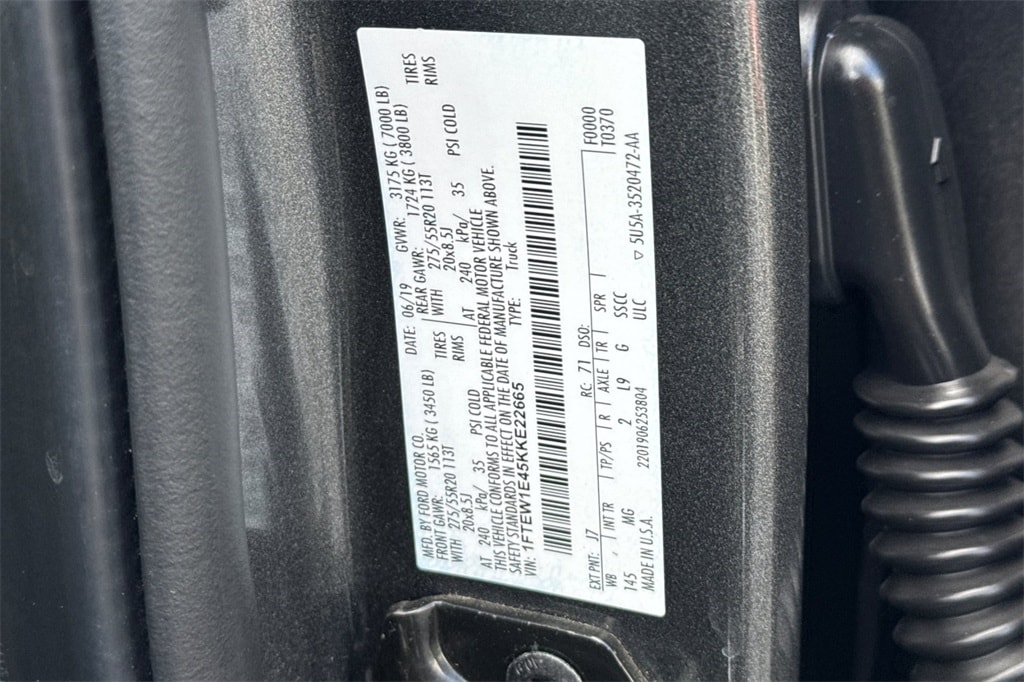 MFD. BY FORD MOTOR CO. DATE: 06/19 GVWR: 3175 KG ( 7000 LB)
FRONT GAWR: 1565 KG ( 3450 LB) REAR GAWR: 1724 KG ( 3800 LB)
WITH 275/55R20 113T TIRES WITH 275/55R20 113T TIRES
20x8.5J RIMS 20x8.5J RIMS
AT 240 kPa/ 35 PSI COLD AT 240 kPa/ 35 PSI COLD
THIS VEHICLE CONFORMS TO ALL APPLICABLE FEDERAL MOTOR VEHICLE
SAFETY STANDARDS IN EFFECT ON THE DATE OF MANUFACTURE SHOWN ABOVE.
VIN: 1FTEW1E45KKE22665 TYPE: Truck
EXT PNT: J7 RC: 71 DSO: F0000
WB | INT TR | TP/PS | R | AXLE | TR | SPR | T0370
145 MG 2 L9 G SSCC
MADE IN U.S.A. 2201906253804 ULC ▽ 5U5A-3520472-AA